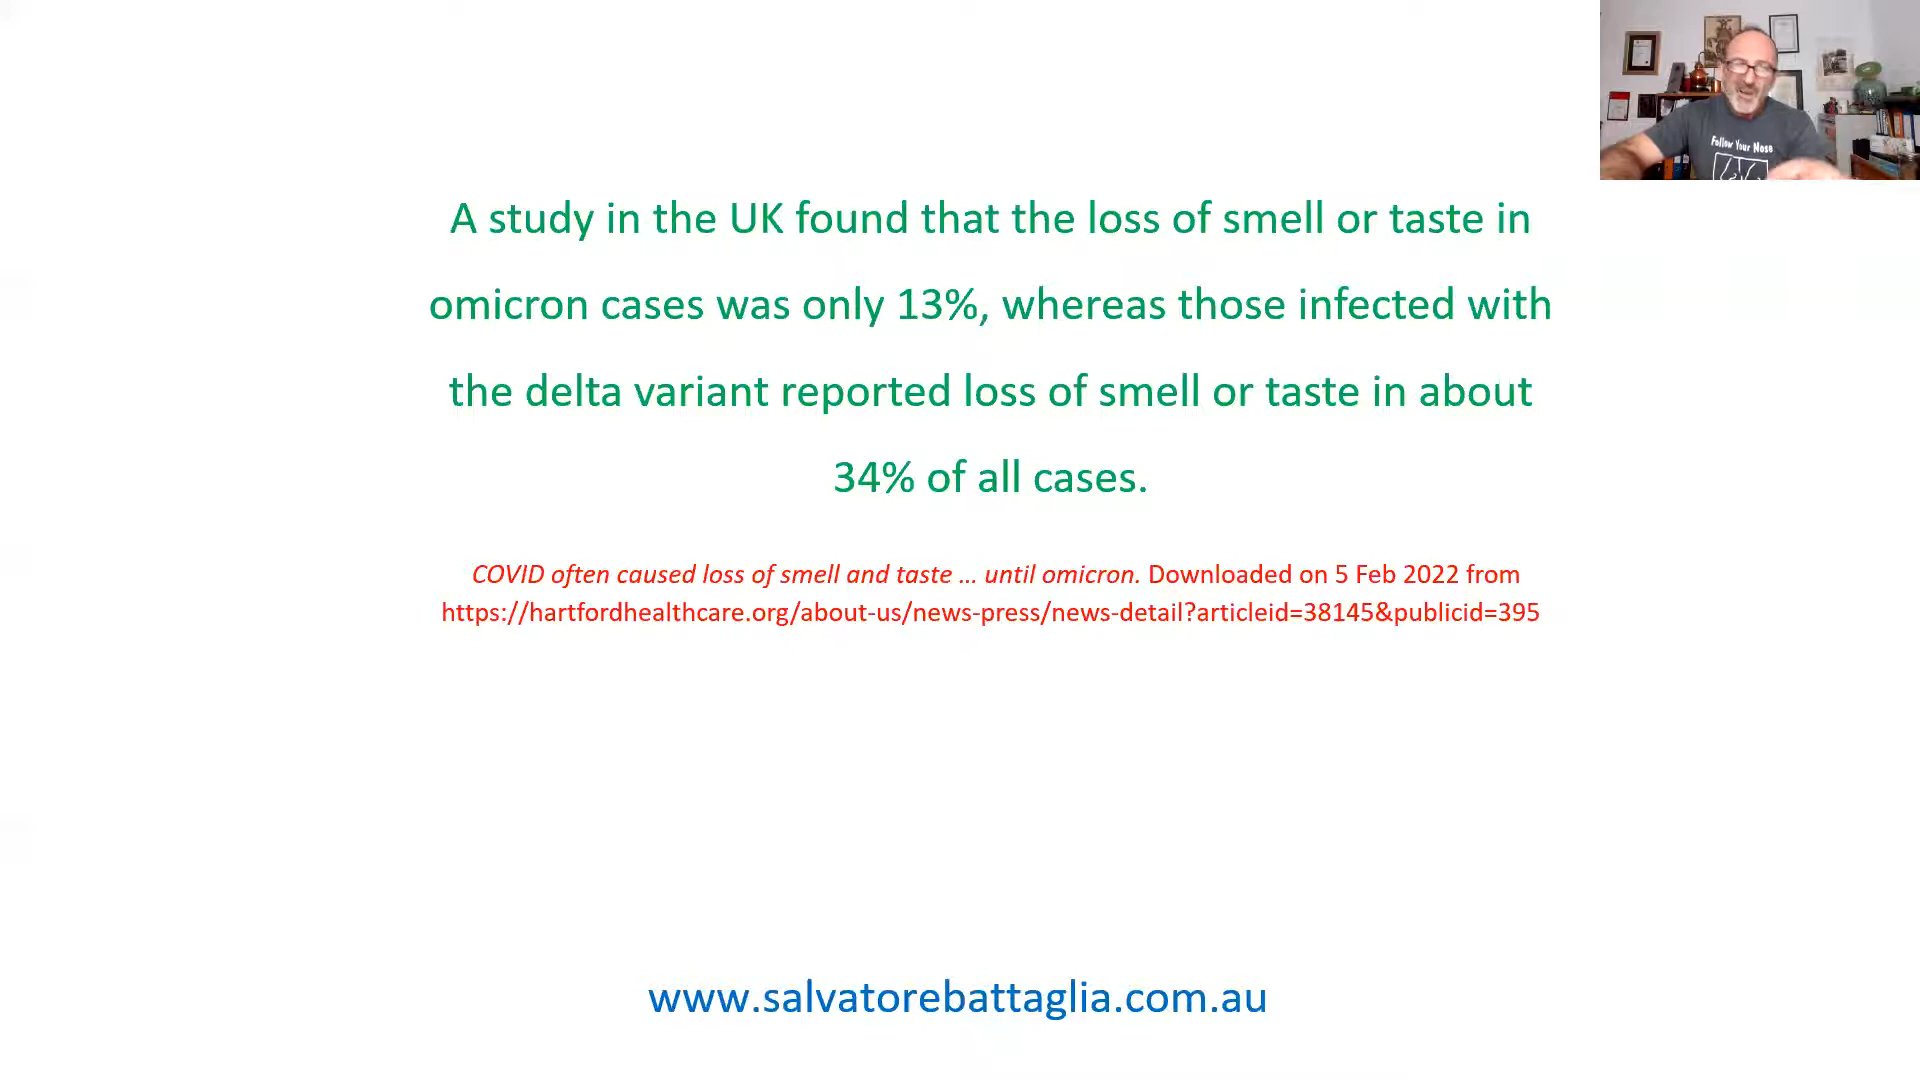 Follow Your Nose
A study in the UK found that the loss of smell or taste in
omicron cases was only 13%, whereas those infected with
the delta variant reported loss of smell or taste in about
34% of all cases.
COVID often caused loss of smell and taste … until omicron. Downloaded on 5 Feb 2022 from
https://hartfordhealthcare.org/about-us/news-press/news-detail?articleid=38145&publicid=395
www.salvatorebattaglia.com.au